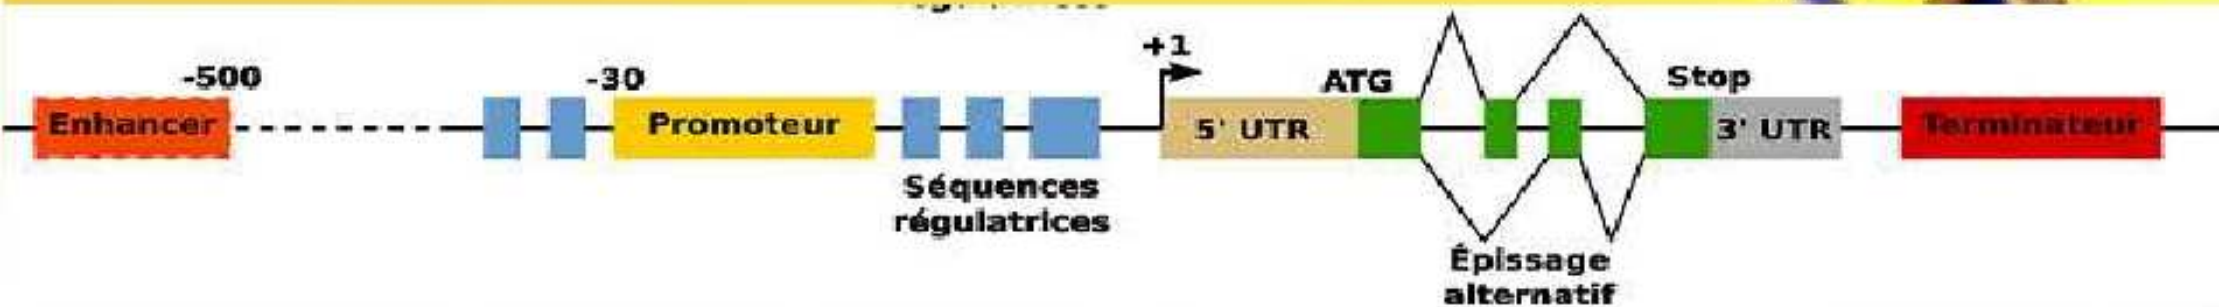 -500
-30
+1
ATG
Stop
Enhancer
Promoteur
5' UTR
3' UTR
Terminateur
Séquences
régulatrices
Épissage
alternatif